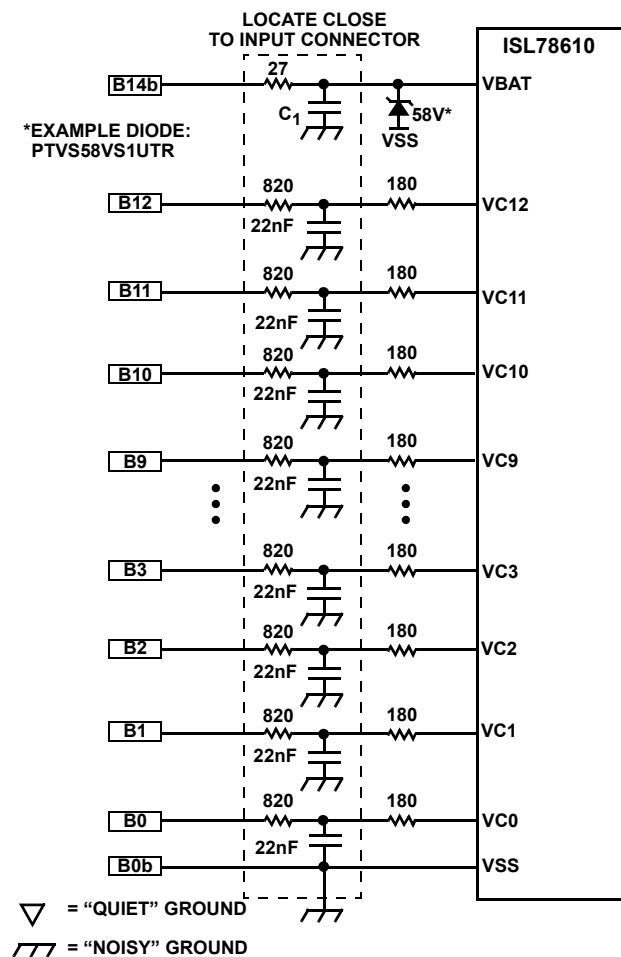 LOCATE CLOSE
TO INPUT CONNECTOR
ISL78610
B14b
27
C1
58V*
VSS
VBAT
*EXAMPLE DIODE:
PTVS58VS1UTR
B12
820
22nF
180
VC12
B11
820
22nF
180
VC11
B10
820
22nF
180
VC10
B9
820
22nF
180
VC9
B3
820
22nF
180
VC3
B2
820
22nF
180
VC2
B1
820
22nF
180
VC1
B0
820
22nF
180
VC0
B0b
VSS
= “QUIET” GROUND
= “NOISY” GROUND